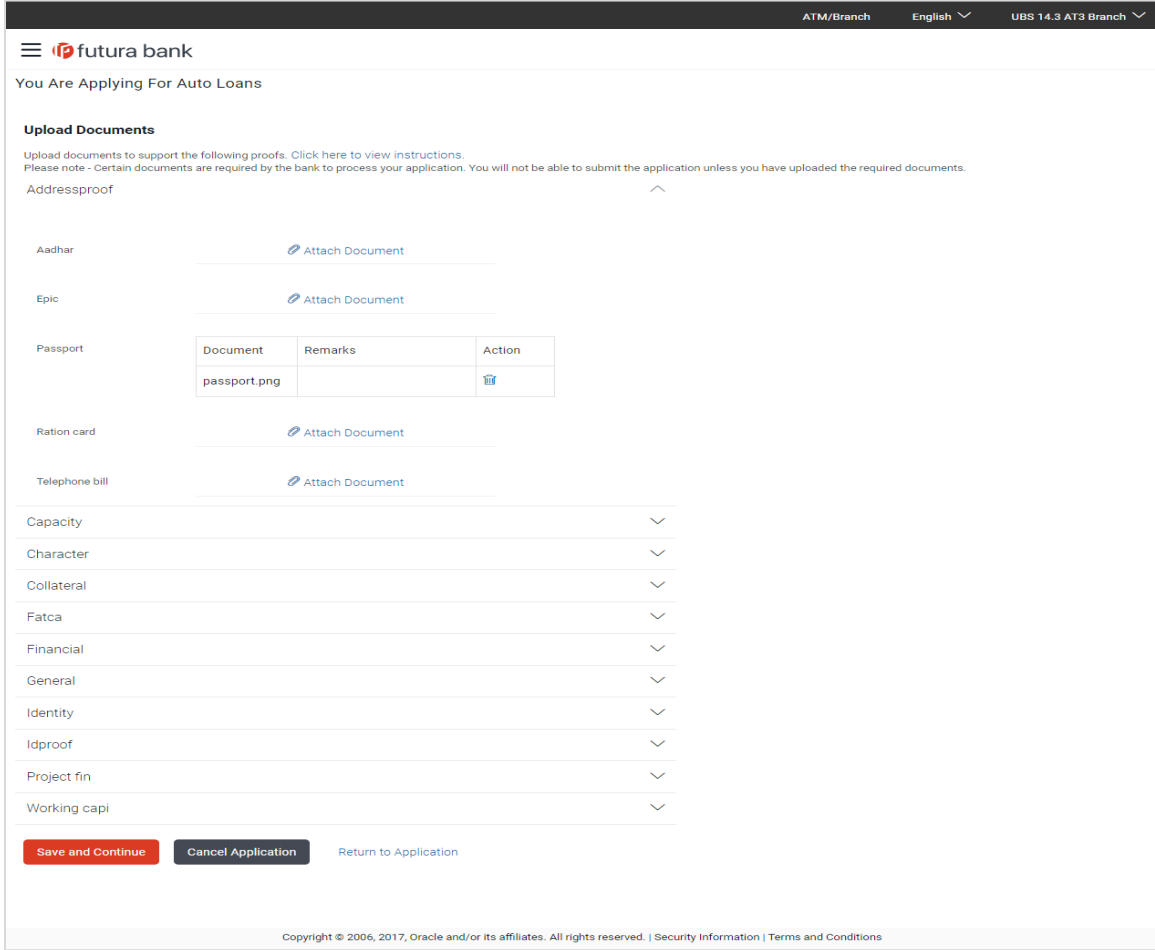 ATM/Branch English UBS 14.3 AT3 Branch
futura bank
You Are Applying For Auto Loans
Upload Documents
Upload documents to support the following proofs. Click here to view instructions.
Please note - Certain documents are required by the bank to process your application. You will not be able to submit the application unless you have uploaded the required documents.
Addressproof
Aadhar Attach Document
Epic Attach Document
Passport Document Remarks Action
passport.png
Ration card Attach Document
Telephone bill Attach Document
Capacity
Character
Collateral
Fatca
Financial
General
Identity
Idproof
Project fin
Working capi
Save and Continue Cancel Application Return to Application
Copyright © 2006, 2017, Oracle and/or its affiliates. All rights reserved. | Security Information | Terms and Conditions